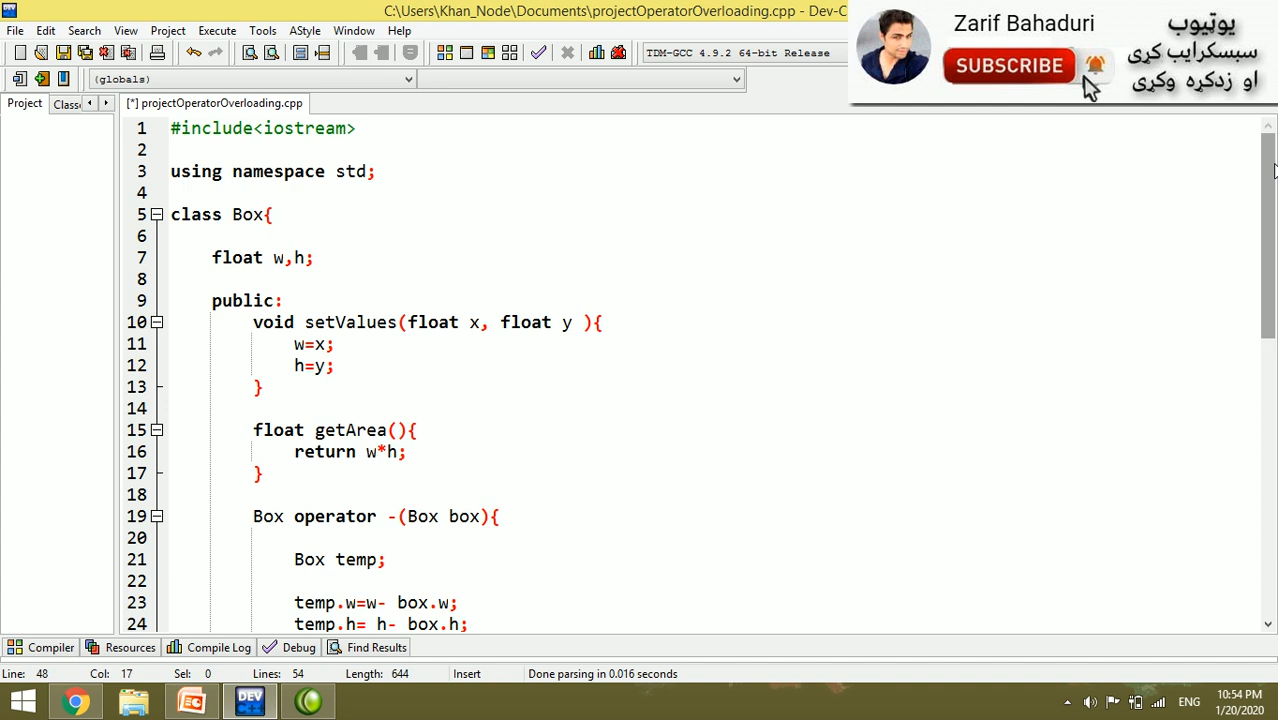 C:\Users\Khan_Node\Documents\projectOperatorOverloading.cpp - Dev-C
File Edit Search View Project Execute Tools AStyle Window Help
TDM-GCC 4.9.2 64-bit Release
(globals)
Project Classe
[*] projectOperatorOverloading.cpp
Zarif Bahaduri
SUBSCRIBE
یوټیوب
سبسکرایب کړی
او زدکړه وکړی
1 #include<iostream>
2
3 using namespace std;
4
5 class Box{
6
7 float w,h;
8
9 public:
10 void setValues(float x, float y ){
11 w=x;
12 h=y;
13 }
14
15 float getArea(){
16 return w*h;
17 }
18
19 Box operator -(Box box){
20
21 Box temp;
22
23 temp.w=w- box.w;
24 temp.h= h- box.h;
Compiler Resources Compile Log Debug Find Results
Line: 48 Col: 17 Sel: 0 Lines: 54 Length: 644 Insert Done parsing in 0.016 seconds
DEV C++
ENG
10:54 PM
1/20/2020